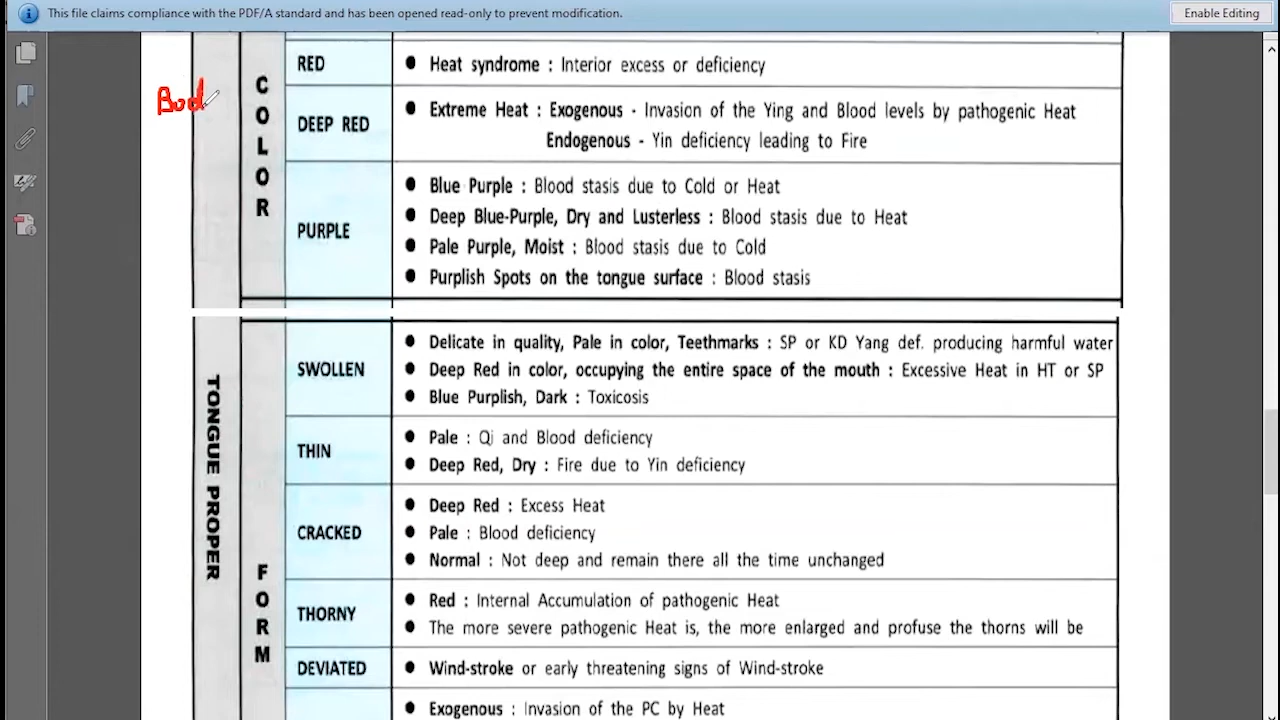 This file claims compliance with the PDF/A standard and has been opened read-only to prevent modification.
Enable Editing
Bod
TONGUE PROPER
COLOR
RED
● Heat syndrome : Interior excess or deficiency
DEEP RED
● Extreme Heat : Exogenous - Invasion of the Ying and Blood levels by pathogenic Heat
Endogenous - Yin deficiency leading to Fire
PURPLE
● Blue Purple : Blood stasis due to Cold or Heat
● Deep Blue-Purple, Dry and Lusterless : Blood stasis due to Heat
● Pale Purple, Moist : Blood stasis due to Cold
● Purplish Spots on the tongue surface : Blood stasis
FORM
SWOLLEN
● Delicate in quality, Pale in color, Teethmarks : SP or KD Yang def. producing harmful water
● Deep Red in color, occupying the entire space of the mouth : Excessive Heat in HT or SP
● Blue Purplish, Dark : Toxicosis
THIN
● Pale : Qi and Blood deficiency
● Deep Red, Dry : Fire due to Yin deficiency
CRACKED
● Deep Red : Excess Heat
● Pale : Blood deficiency
● Normal : Not deep and remain there all the time unchanged
THORNY
● Red : Internal Accumulation of pathogenic Heat
● The more severe pathogenic Heat is, the more enlarged and profuse the thorns will be
DEVIATED
● Wind-stroke or early threatening signs of Wind-stroke
● Exogenous : Invasion of the PC by Heat